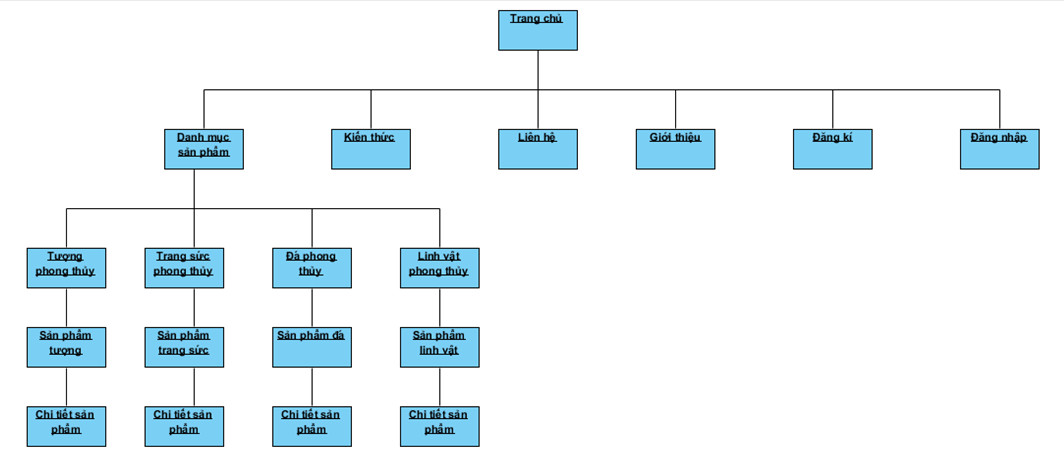 Trang chủ
Danh mục
sản phẩm
Kiến thức
Liên hệ
Giới thiệu
Đăng kí
Đăng nhập
Tượng
phong thủy
Trang sức
phong thủy
Đá phong
thủy
Linh vật
phong thủy
Sản phẩm
tượng
Sản phẩm
trang sức
Sản phẩm đá
Sản phẩm
linh vật
Chi tiết sản
phẩm
Chi tiết sản
phẩm
Chi tiết sản
phẩm
Chi tiết sản
phẩm